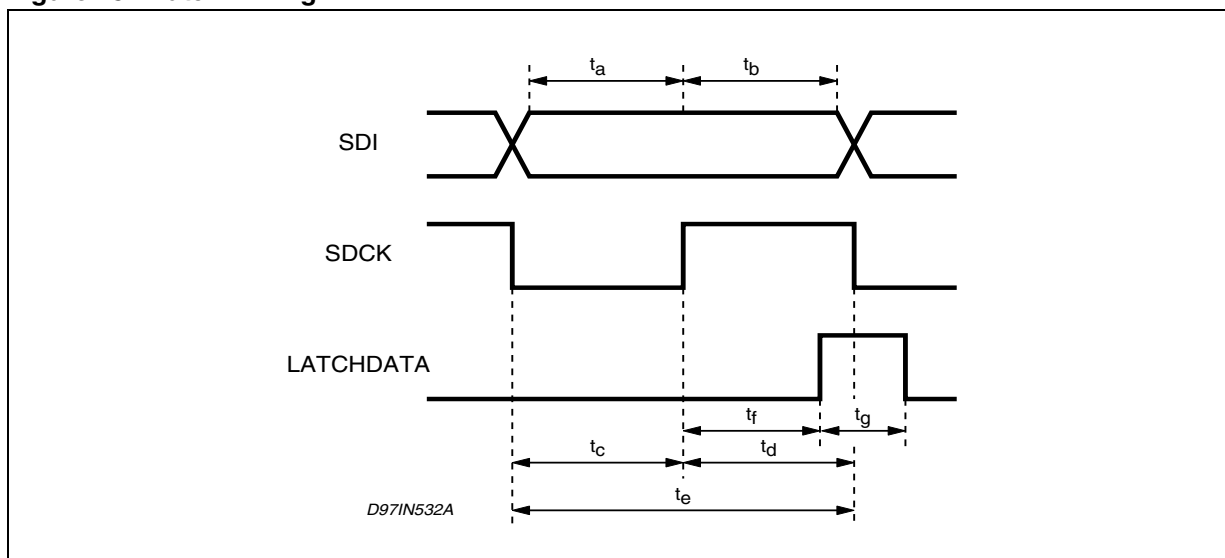 ta
tb
SDI
SDCK
LATCHDATA
tf
tg
tc
td
te
D97IN532A